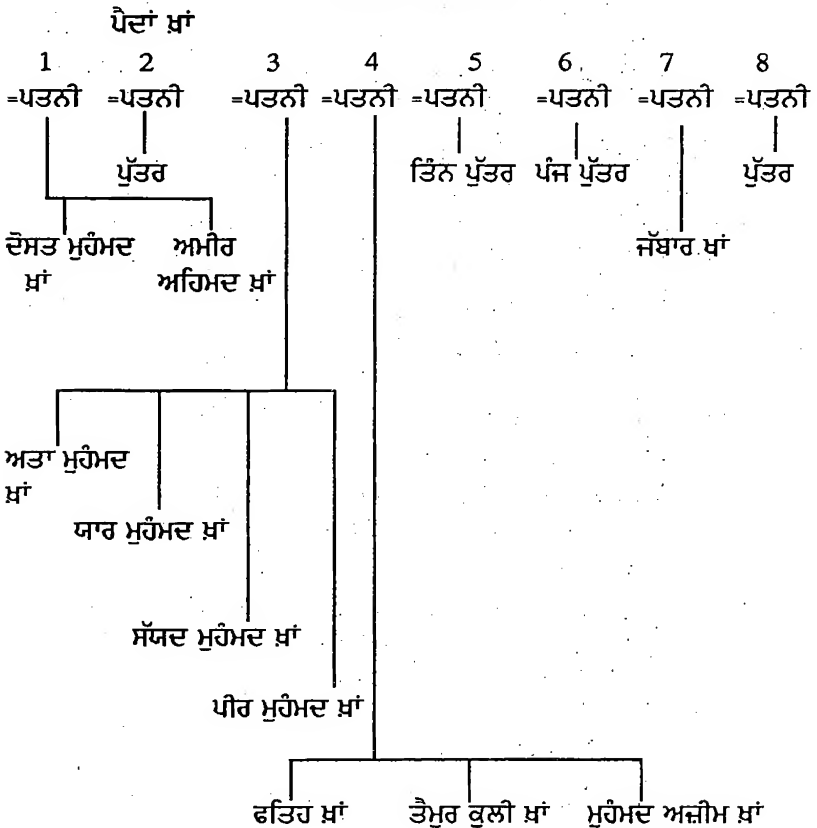 ਪੈਦਾਂ ਖ਼ਾਂ
1 2 3 4 5 6 7 8
=ਪਤਨੀ =ਪਤਨੀ =ਪਤਨੀ =ਪਤਨੀ =ਪਤਨੀ =ਪਤਨੀ =ਪਤਨੀ =ਪਤਨੀ
ਪੁੱਤਰ ਤਿੰਨ ਪੁੱਤਰ ਪੰਜ ਪੁੱਤਰ ਪੁੱਤਰ
ਦੋਸਤ ਮੁਹੰਮਦ ਅਮੀਰ ਜੱਬਾਰ ਖਾਂ
ਖ਼ਾਂ ਅਹਿਮਦ ਖ਼ਾਂ
ਅਤਾ ਮੁਹੰਮਦ
ਖ਼ਾਂ
ਯਾਰ ਮੁਹੰਮਦ ਖ਼ਾਂ
ਸੱਯਦ ਮੁਹੰਮਦ ਖ਼ਾਂ
ਪੀਰ ਮੁਹੰਮਦ ਖ਼ਾਂ
ਫਤਿਹ ਖ਼ਾਂ ਤੈਮੁਰ ਕੁਲੀ ਖ਼ਾਂ ਮੁਹੰਮਦ ਅਜ਼ੀਮ ਖ਼ਾਂ